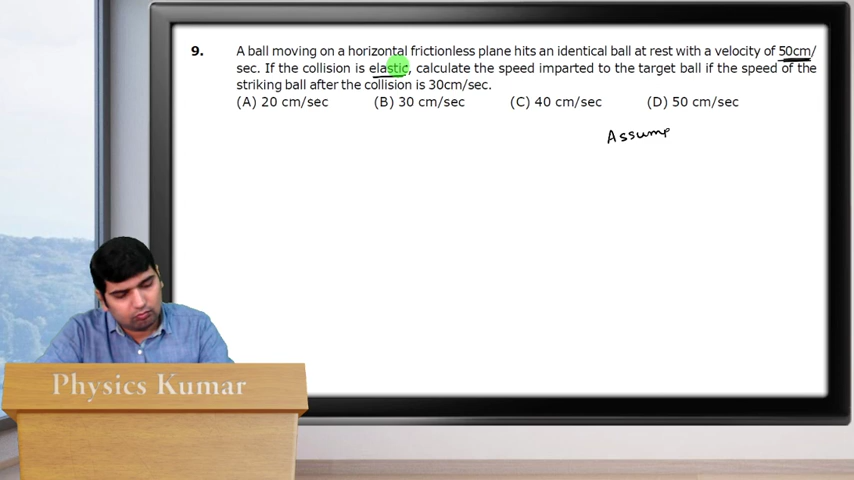 9. A ball moving on a horizontal frictionless plane hits an identical ball at rest with a velocity of 50cm/
sec. If the collision is elastic, calculate the speed imparted to the target ball if the speed of the
striking ball after the collision is 30cm/sec.
(A) 20 cm/sec (B) 30 cm/sec (C) 40 cm/sec (D) 50 cm/sec
Assump
Physics Kumar